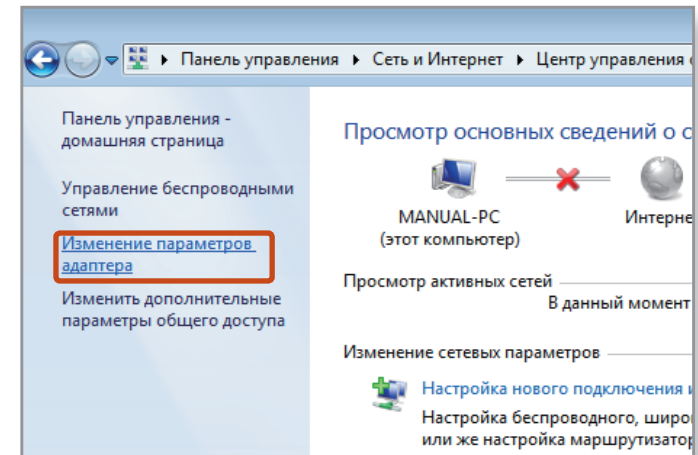 Панель управления ▸ Сеть и Интернет ▸ Центр управления
Панель управления -
домашняя страница
Управление беспроводными
сетями
Изменение параметров
адаптера
Изменить дополнительные
параметры общего доступа
Просмотр основных сведений о с
MANUAL-PC
(этот компьютер)
Интерне
Просмотр активных сетей
В данный момент
Изменение сетевых параметров
Настройка нового подключения и
Настройка беспроводного, широ
или же настройка маршрутизатор